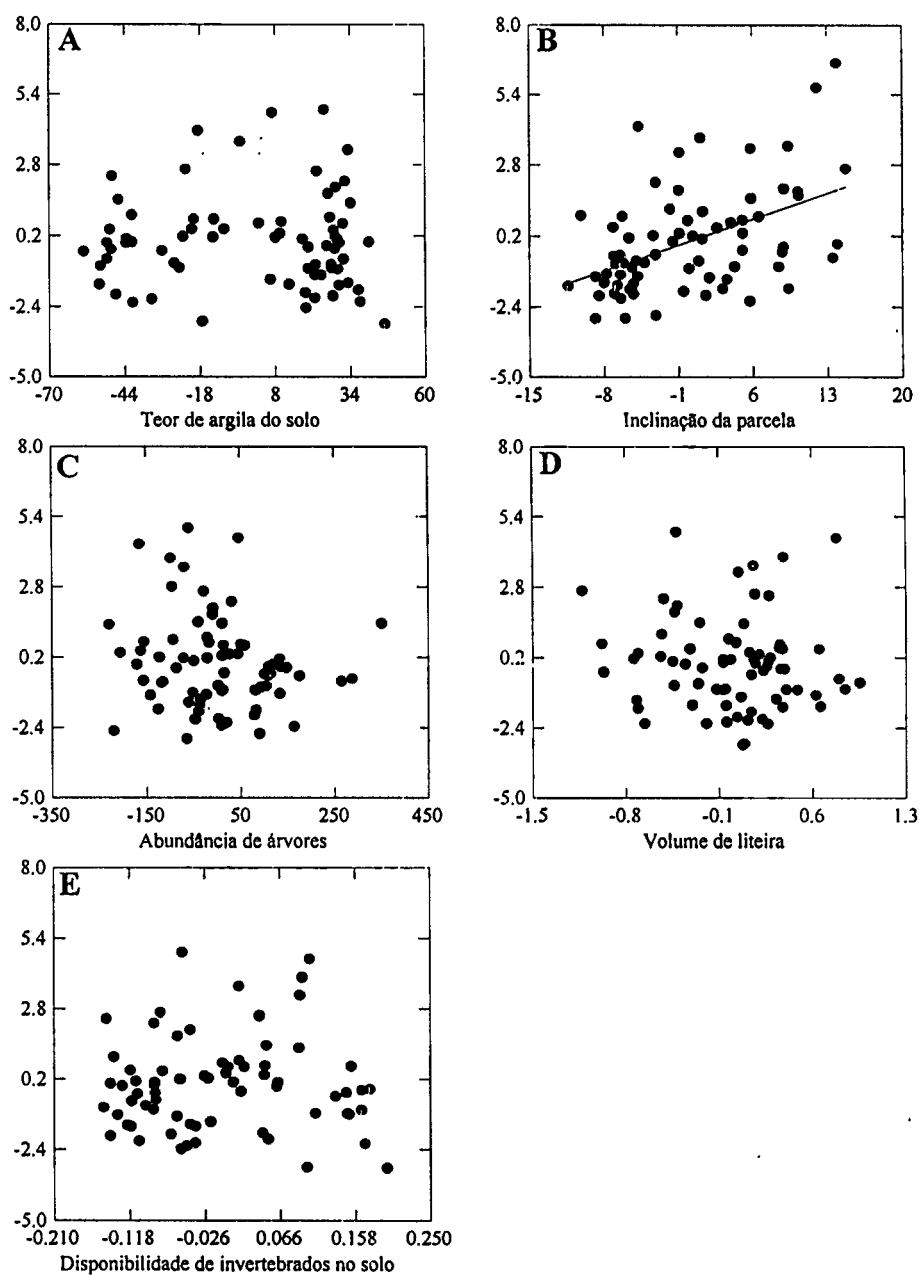 A
8.0
5.4
2.8
0.2
-2.4
-5.0
-70 -44 -18 8 34 60
Teor de argila do solo
B
8.0
5.4
2.8
0.2
-2.4
-5.0
-15 -8 -1 6 13 20
Inclinação da parcela
C
8.0
5.4
2.8
0.2
-2.4
-5.0
-350 -150 50 250 450
Abundância de árvores
D
8.0
5.4
2.8
0.2
-2.4
-5.0
-1.5 -0.8 -0.1 0.6 1.3
Volume de liteira
E
8.0
5.4
2.8
0.2
-2.4
-5.0
-0.210 -0.118 -0.026 0.066 0.158 0.250
Disponibilidade de invertebrados no solo